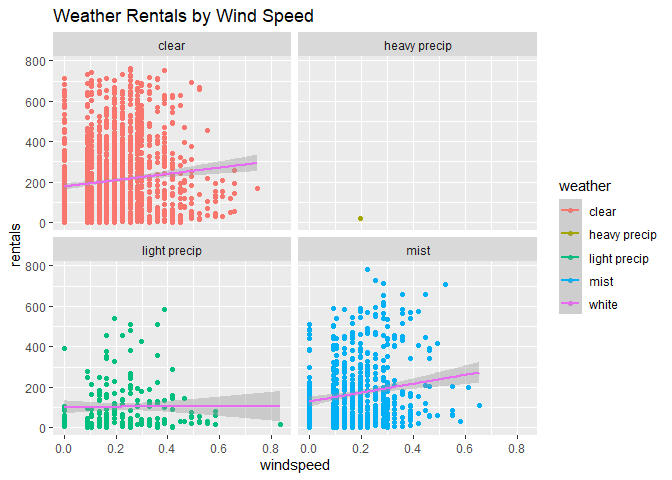 Weather Rentals by Wind Speed
clear
heavy precip
800
600
400
200
0
light precip
mist
800
600
400
200
0
0.0 0.2 0.4 0.6 0.8
0.0 0.2 0.4 0.6 0.8
windspeed
rentals
weather
clear
heavy precip
light precip
mist
white